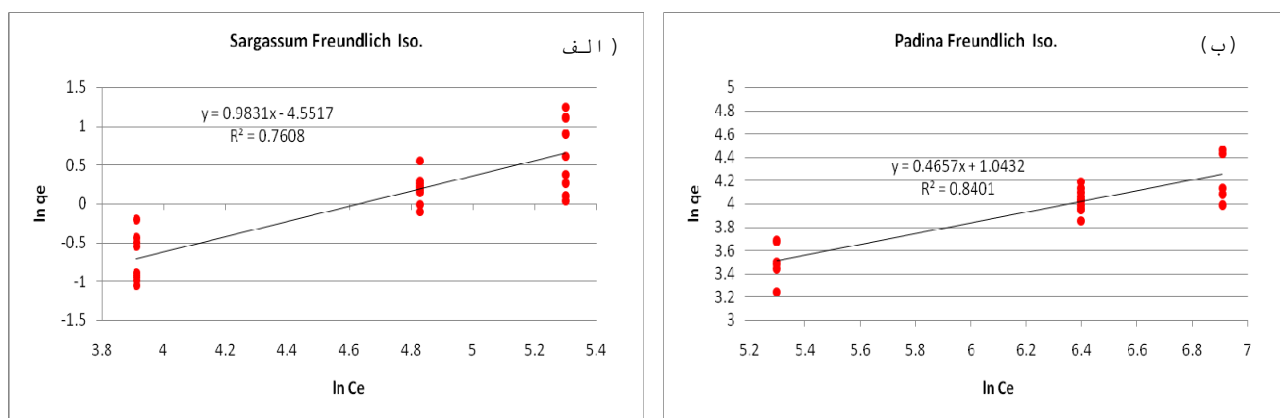 Sargassum Freundlich Iso.
( الف
1.5
1
0.5
0
-0.5
-1
-1.5
y = 0.9831x - 4.5517
R² = 0.7608
ln qe
3.8 4 4.2 4.4 4.6 4.8 5 5.2 5.4
ln Ce
Padina Freundlich Iso.
(ب)
5
4.8
4.6
4.4
4.2
4
3.8
3.6
3.4
3.2
3
y = 0.4657x + 1.0432
R² = 0.8401
ln qe
5.2 5.4 5.6 5.8 6 6.2 6.4 6.6 6.8 7
ln Ce